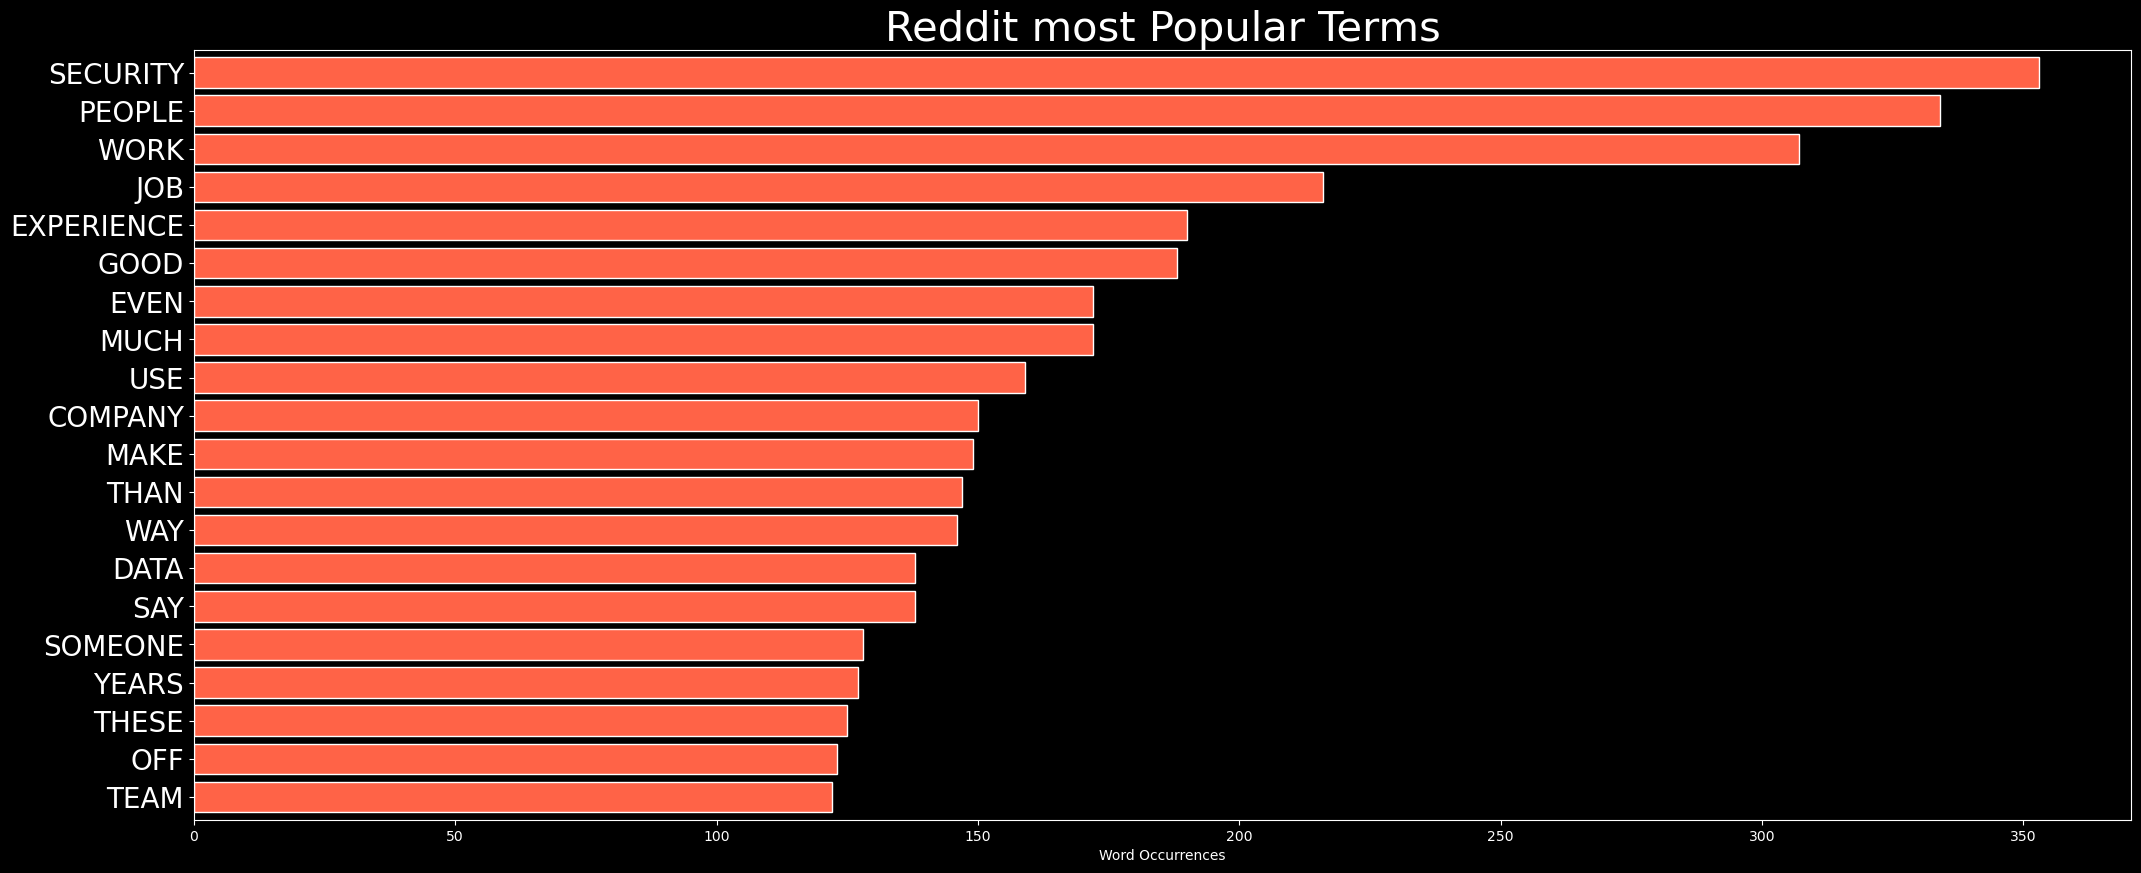 Reddit most Popular Terms
SECURITY
PEOPLE
WORK
JOB
EXPERIENCE
GOOD
EVEN
MUCH
USE
COMPANY
MAKE
THAN
WAY
DATA
SAY
SOMEONE
YEARS
THESE
OFF
TEAM
0 50 100 150 200 250 300 350
Word Occurrences